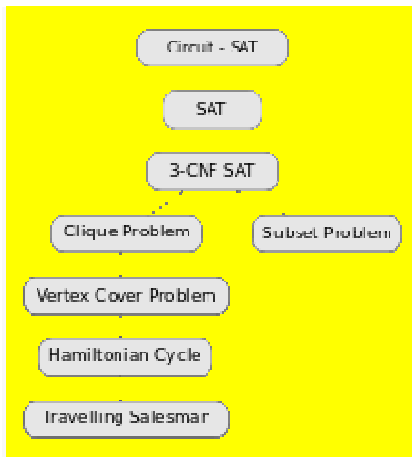 Circuit - SAT
SAT
3-CNF SAT
Clique Problem
Subset Problem
Vertex Cover Problem
Hamiltonian Cycle
Travelling Salesman